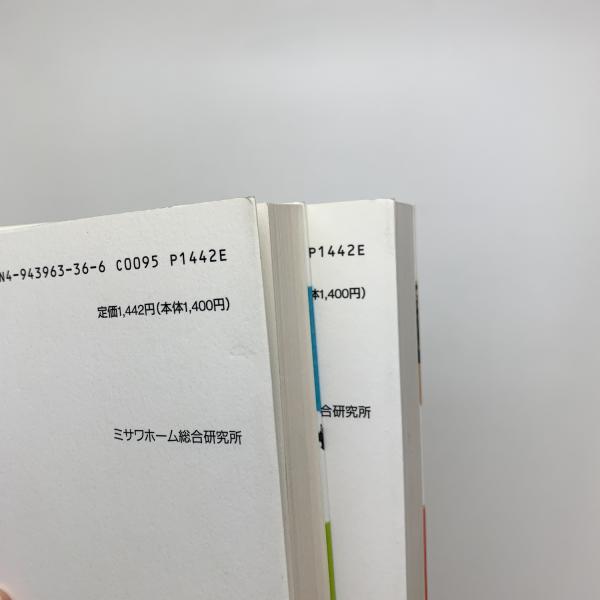 N4-943963-36-6 C0095 P1442E
定価1,442円(本体1,400円)
ミサワホーム総合研究所
P1442E
体1,400円)
合研究所